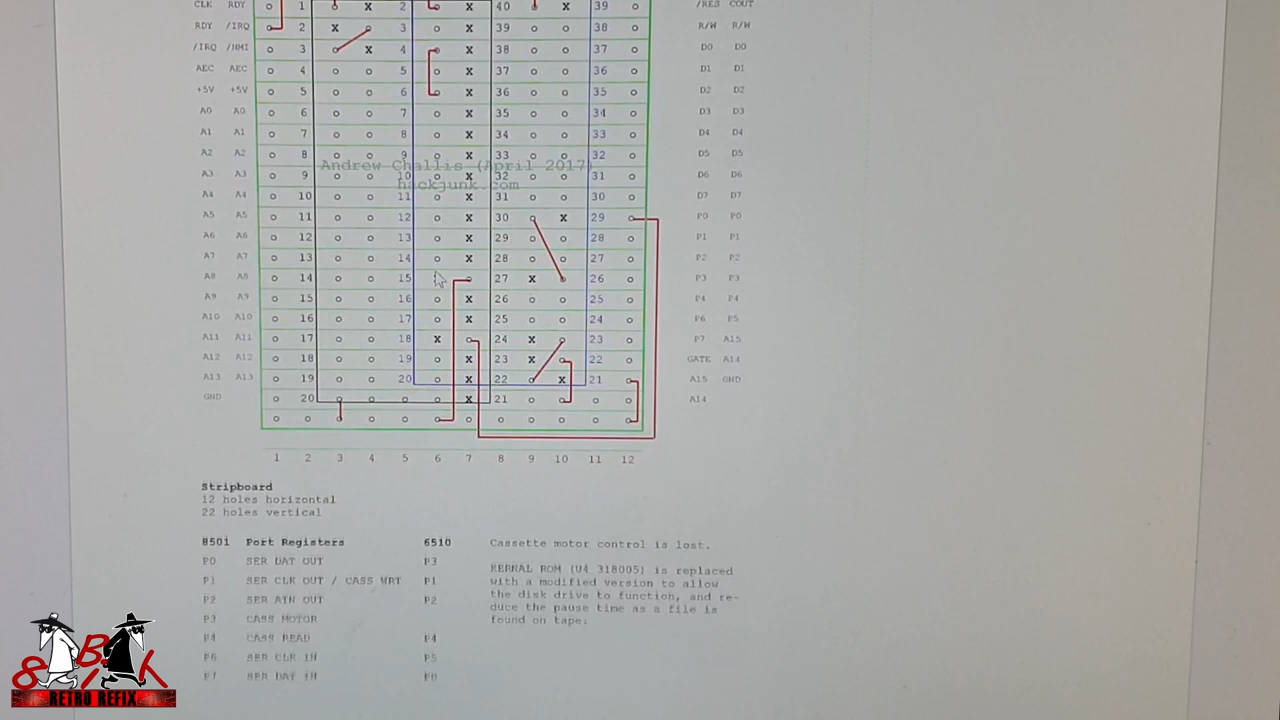 CLK RDY 1 X 2 X 40 X 39 /RES COUT
RDY /IRQ 2 X 3 X 39 38 R/W R/W
/IRQ /NMI 3 X 4 X 38 37 D0 D0
AEC AEC 4 5 X 37 36 D1 D1
+5V +5V 5 6 X 36 35 D2 D2
A0 A0 6 7 X 35 34 D3 D3
A1 A1 7 8 X 34 33 D4 D4
A2 A2 8 9 X 33 32 D5 D5
Andrew Challis (April 2017)
A3 A3 9 10 X 32 31 D6 D6
hackjunk.com
A4 A4 10 11 X 31 30 D7 D7
A5 A5 11 12 X 30 X 29 P0 P0
A6 A6 12 13 X 29 28 P1 P1
A7 A7 13 14 X 28 27 P2 P2
A8 A8 14 15 27 X 26 P3 P3
A9 A9 15 16 X 26 25 P4 P4
A10 A10 16 17 X 25 24 P6 P5
A11 A11 17 18 X 24 X 23 P7 A15
A12 A12 18 19 X 23 X 22 GATE A14
A13 A13 19 20 X 22 X 21 A15 GND
GND 20 X 21 A14
1 2 3 4 5 6 7 8 9 10 11 12
Stripboard
12 holes horizontal
22 holes vertical
8501 Port Registers 6510
P0 SER DAT OUT P3
P1 SER CLK OUT / CASS WRT P1
P2 SER ATN OUT P2
P3 CASS MOTOR
P4 CASS READ P4
P6 SER CLK IN P5
P7 SER DAT IN P0
Cassette motor control is lost.
KERNAL ROM (U4 318005) is replaced
with a modified version to allow
the disk drive to function, and re-
duce the pause time as a file is
found on tape.
8 Bit
RETRO REFIX